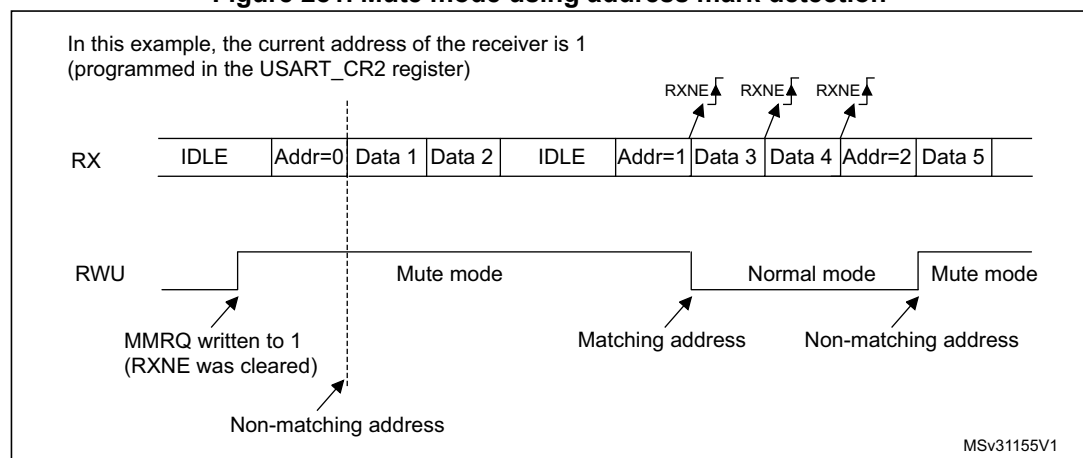 Mute mode using address mark detection
In this example, the current address of the receiver is 1
(programmed in the USART_CR2 register)
RXNE RXNE RXNE
RX IDLE Addr=0 Data 1 Data 2 IDLE Addr=1 Data 3 Data 4 Addr=2 Data 5
RWU Mute mode Normal mode Mute mode
MMRQ written to 1
(RXNE was cleared)
Matching address Non-matching address
Non-matching address
MSv31155V1